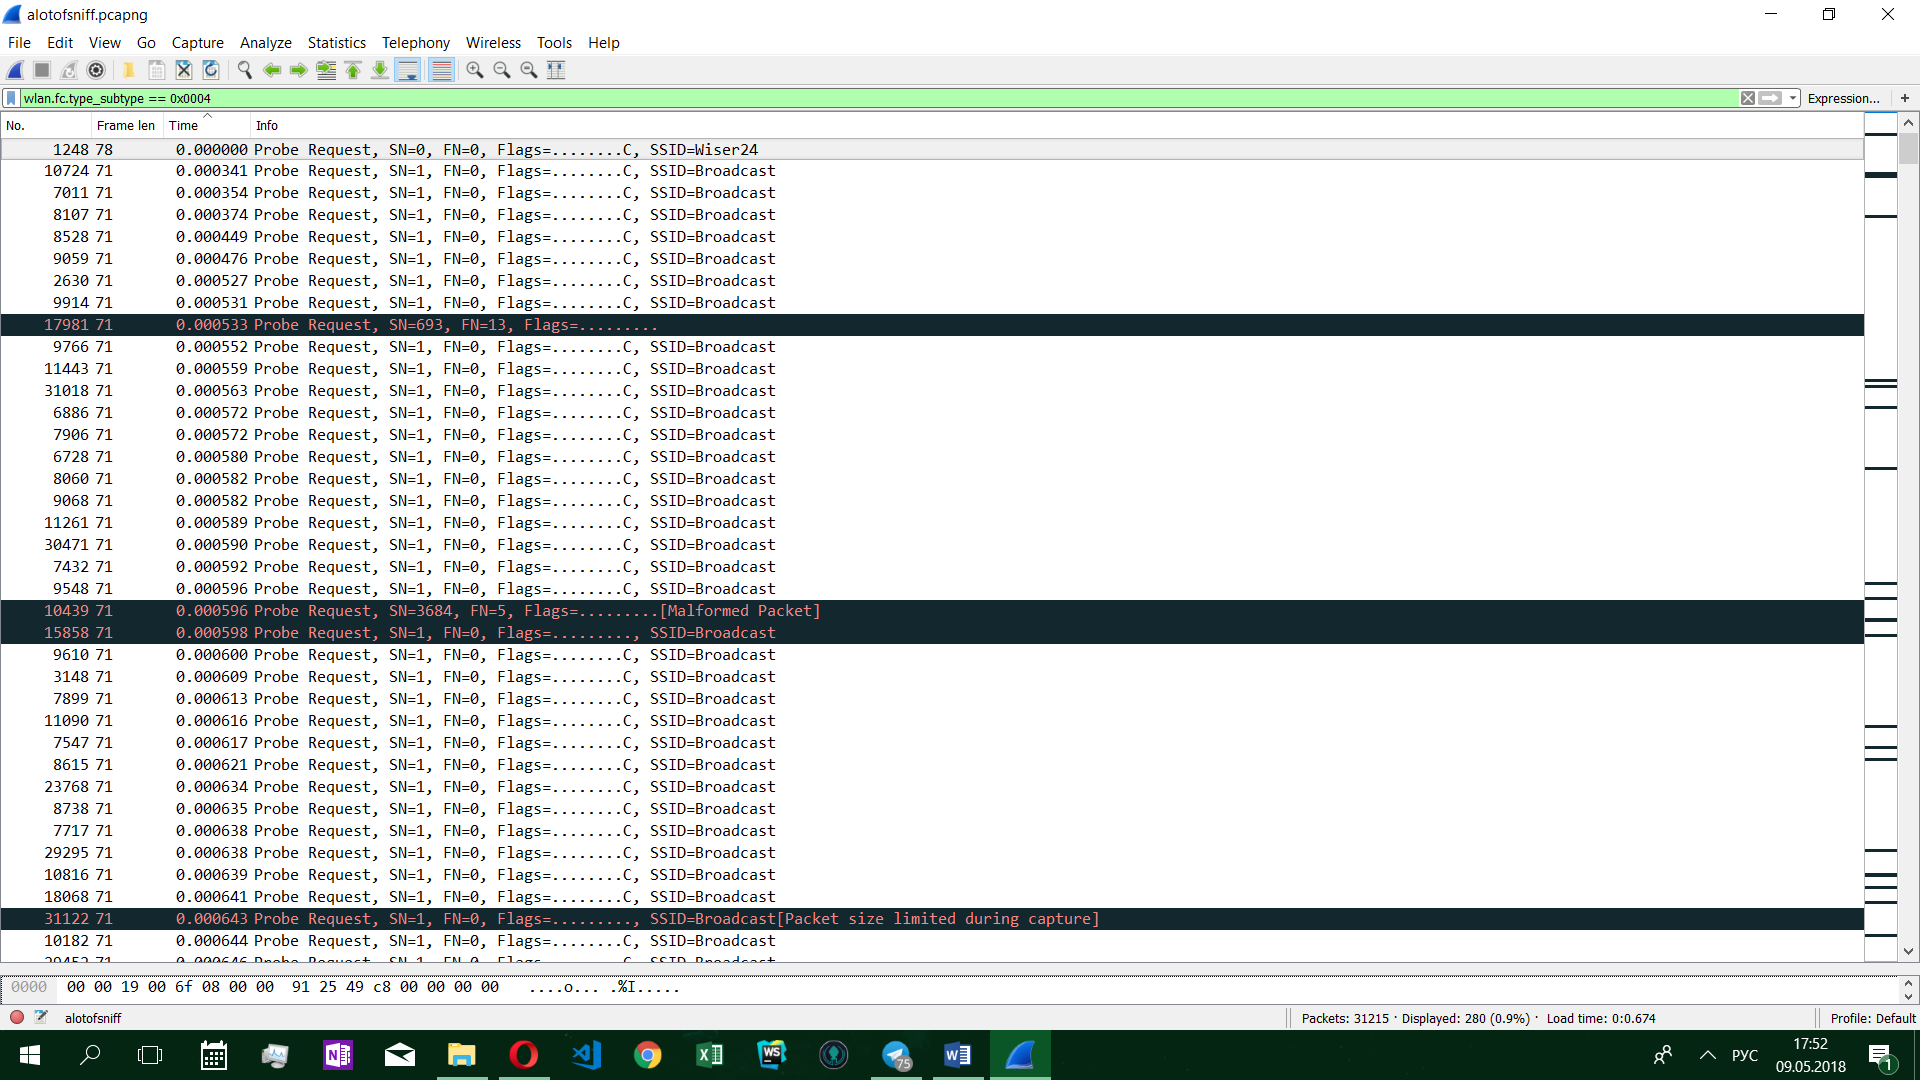 alotofsniff.pcapng
File Edit View Go Capture Analyze Statistics Telephony Wireless Tools Help
wlan.fc.type_subtype == 0x0004 Expression... +
No. Frame len Time Info
1248 78 0.000000 Probe Request, SN=0, FN=0, Flags=........C, SSID=Wiser24
10724 71 0.000341 Probe Request, SN=1, FN=0, Flags=........C, SSID=Broadcast
7011 71 0.000354 Probe Request, SN=1, FN=0, Flags=........C, SSID=Broadcast
8107 71 0.000374 Probe Request, SN=1, FN=0, Flags=........C, SSID=Broadcast
8528 71 0.000449 Probe Request, SN=1, FN=0, Flags=........C, SSID=Broadcast
9059 71 0.000476 Probe Request, SN=1, FN=0, Flags=........C, SSID=Broadcast
2630 71 0.000527 Probe Request, SN=1, FN=0, Flags=........C, SSID=Broadcast
9914 71 0.000531 Probe Request, SN=1, FN=0, Flags=........C, SSID=Broadcast
17981 71 0.000533 Probe Request, SN=693, FN=13, Flags=.........
9766 71 0.000552 Probe Request, SN=1, FN=0, Flags=........C, SSID=Broadcast
11443 71 0.000559 Probe Request, SN=1, FN=0, Flags=........C, SSID=Broadcast
31018 71 0.000563 Probe Request, SN=1, FN=0, Flags=........C, SSID=Broadcast
6886 71 0.000572 Probe Request, SN=1, FN=0, Flags=........C, SSID=Broadcast
7906 71 0.000572 Probe Request, SN=1, FN=0, Flags=........C, SSID=Broadcast
6728 71 0.000580 Probe Request, SN=1, FN=0, Flags=........C, SSID=Broadcast
8060 71 0.000582 Probe Request, SN=1, FN=0, Flags=........C, SSID=Broadcast
9068 71 0.000582 Probe Request, SN=1, FN=0, Flags=........C, SSID=Broadcast
11261 71 0.000589 Probe Request, SN=1, FN=0, Flags=........C, SSID=Broadcast
30471 71 0.000590 Probe Request, SN=1, FN=0, Flags=........C, SSID=Broadcast
7432 71 0.000592 Probe Request, SN=1, FN=0, Flags=........C, SSID=Broadcast
9548 71 0.000596 Probe Request, SN=1, FN=0, Flags=........C, SSID=Broadcast
10439 71 0.000596 Probe Request, SN=3684, FN=5, Flags=.........[Malformed Packet]
15858 71 0.000598 Probe Request, SN=1, FN=0, Flags=........., SSID=Broadcast
9610 71 0.000600 Probe Request, SN=1, FN=0, Flags=........C, SSID=Broadcast
3148 71 0.000609 Probe Request, SN=1, FN=0, Flags=........C, SSID=Broadcast
7899 71 0.000613 Probe Request, SN=1, FN=0, Flags=........C, SSID=Broadcast
11090 71 0.000616 Probe Request, SN=1, FN=0, Flags=........C, SSID=Broadcast
7547 71 0.000617 Probe Request, SN=1, FN=0, Flags=........C, SSID=Broadcast
8615 71 0.000621 Probe Request, SN=1, FN=0, Flags=........C, SSID=Broadcast
23768 71 0.000634 Probe Request, SN=1, FN=0, Flags=........C, SSID=Broadcast
8738 71 0.000635 Probe Request, SN=1, FN=0, Flags=........C, SSID=Broadcast
7717 71 0.000638 Probe Request, SN=1, FN=0, Flags=........C, SSID=Broadcast
29295 71 0.000638 Probe Request, SN=1, FN=0, Flags=........C, SSID=Broadcast
10816 71 0.000639 Probe Request, SN=1, FN=0, Flags=........C, SSID=Broadcast
18068 71 0.000641 Probe Request, SN=1, FN=0, Flags=........C, SSID=Broadcast
31122 71 0.000643 Probe Request, SN=1, FN=0, Flags=........., SSID=Broadcast[Packet size limited during capture]
10182 71 0.000644 Probe Request, SN=1, FN=0, Flags=........C, SSID=Broadcast
0000 00 00 19 00 6f 08 00 00 91 25 49 c8 00 00 00 00 ....o... .%I.....
alotofsniff Packets: 31215 · Displayed: 280 (0.9%) · Load time: 0:0.674 Profile: Default
75 РУС 17:52 1
09.05.2018